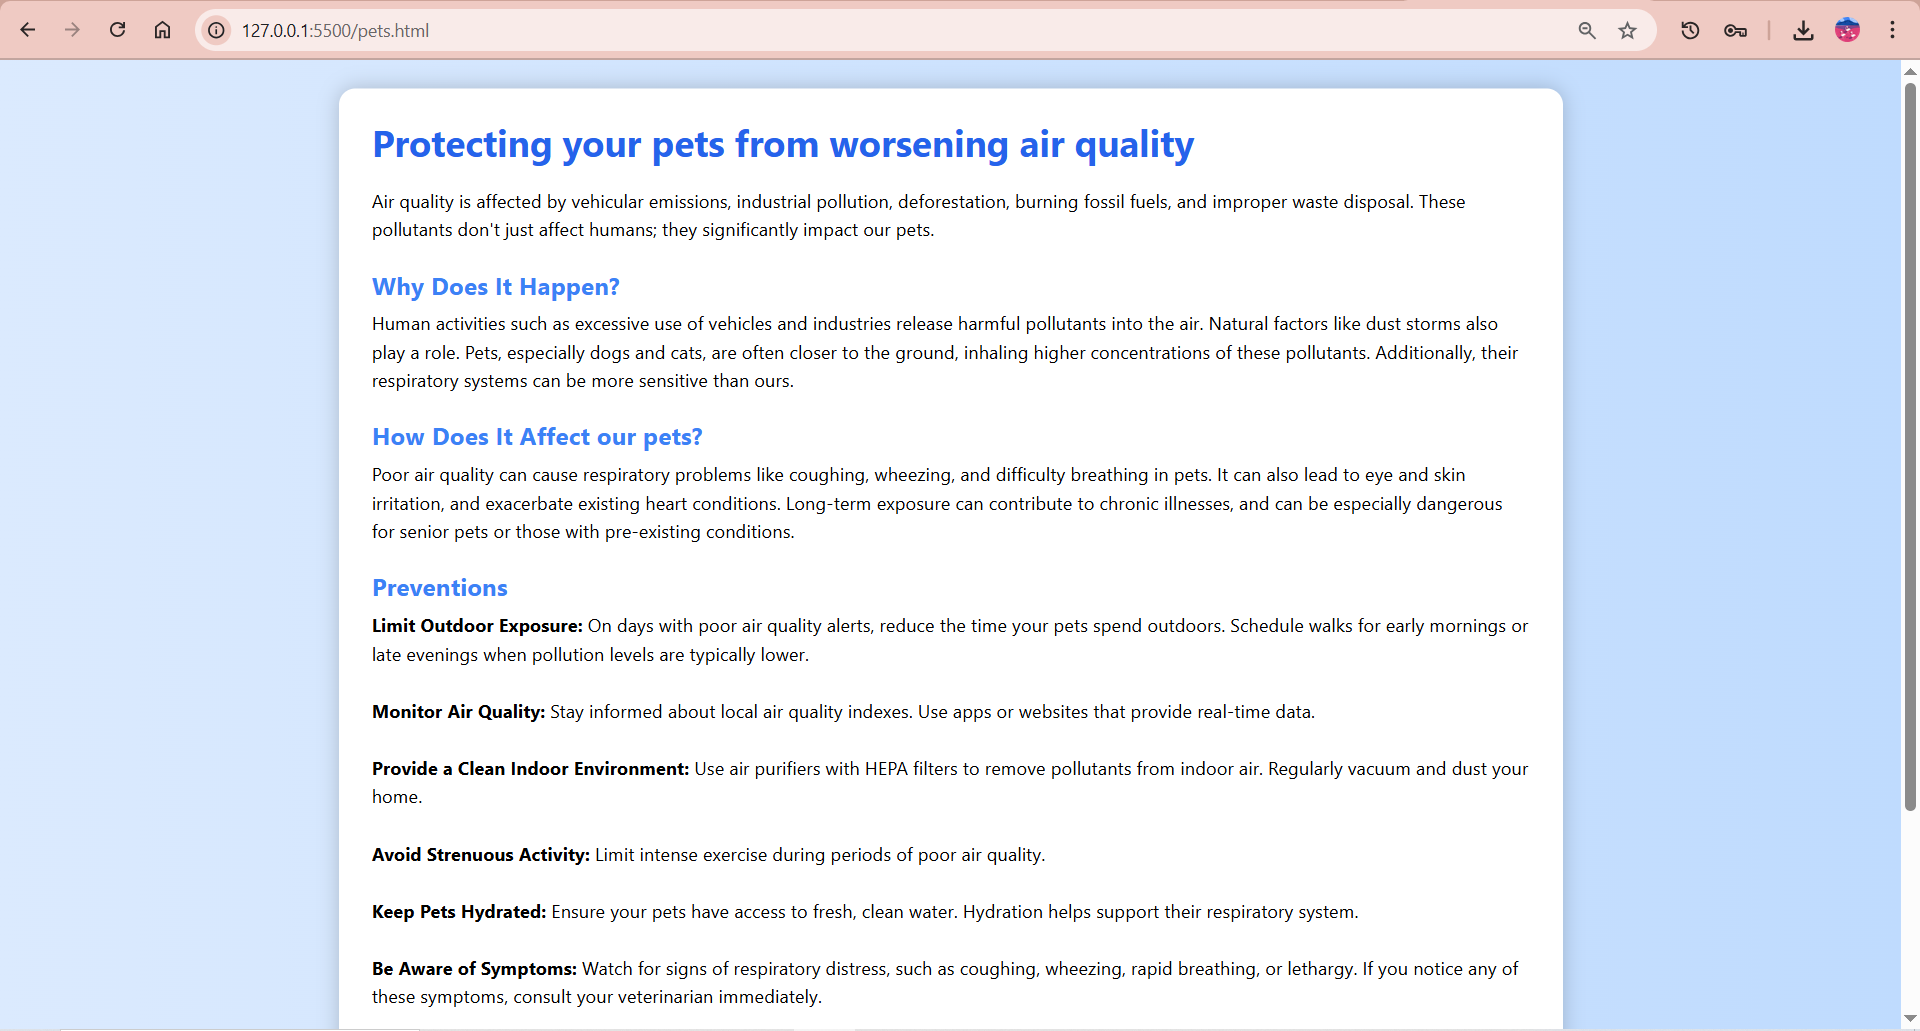 127.0.0.1:5500/pets.html
Protecting your pets from worsening air quality
Air quality is affected by vehicular emissions, industrial pollution, deforestation, burning fossil fuels, and improper waste disposal. These
pollutants don't just affect humans; they significantly impact our pets.
Why Does It Happen?
Human activities such as excessive use of vehicles and industries release harmful pollutants into the air. Natural factors like dust storms also
play a role. Pets, especially dogs and cats, are often closer to the ground, inhaling higher concentrations of these pollutants. Additionally, their
respiratory systems can be more sensitive than ours.
How Does It Affect our pets?
Poor air quality can cause respiratory problems like coughing, wheezing, and difficulty breathing in pets. It can also lead to eye and skin
irritation, and exacerbate existing heart conditions. Long-term exposure can contribute to chronic illnesses, and can be especially dangerous
for senior pets or those with pre-existing conditions.
Preventions
Limit Outdoor Exposure: On days with poor air quality alerts, reduce the time your pets spend outdoors. Schedule walks for early mornings or
late evenings when pollution levels are typically lower.
Monitor Air Quality: Stay informed about local air quality indexes. Use apps or websites that provide real-time data.
Provide a Clean Indoor Environment: Use air purifiers with HEPA filters to remove pollutants from indoor air. Regularly vacuum and dust your
home.
Avoid Strenuous Activity: Limit intense exercise during periods of poor air quality.
Keep Pets Hydrated: Ensure your pets have access to fresh, clean water. Hydration helps support their respiratory system.
Be Aware of Symptoms: Watch for signs of respiratory distress, such as coughing, wheezing, rapid breathing, or lethargy. If you notice any of
these symptoms, consult your veterinarian immediately.